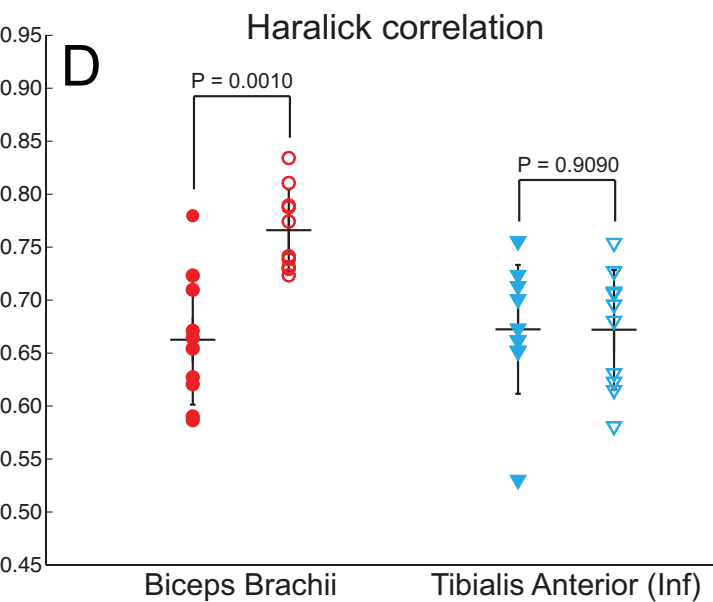 Haralick correlation
D
0.95
0.90
0.85
0.80
0.75
0.70
0.65
0.60
0.55
0.50
0.45
P = 0.0010
P = 0.9090
Biceps Brachii
Tibialis Anterior (Inf)